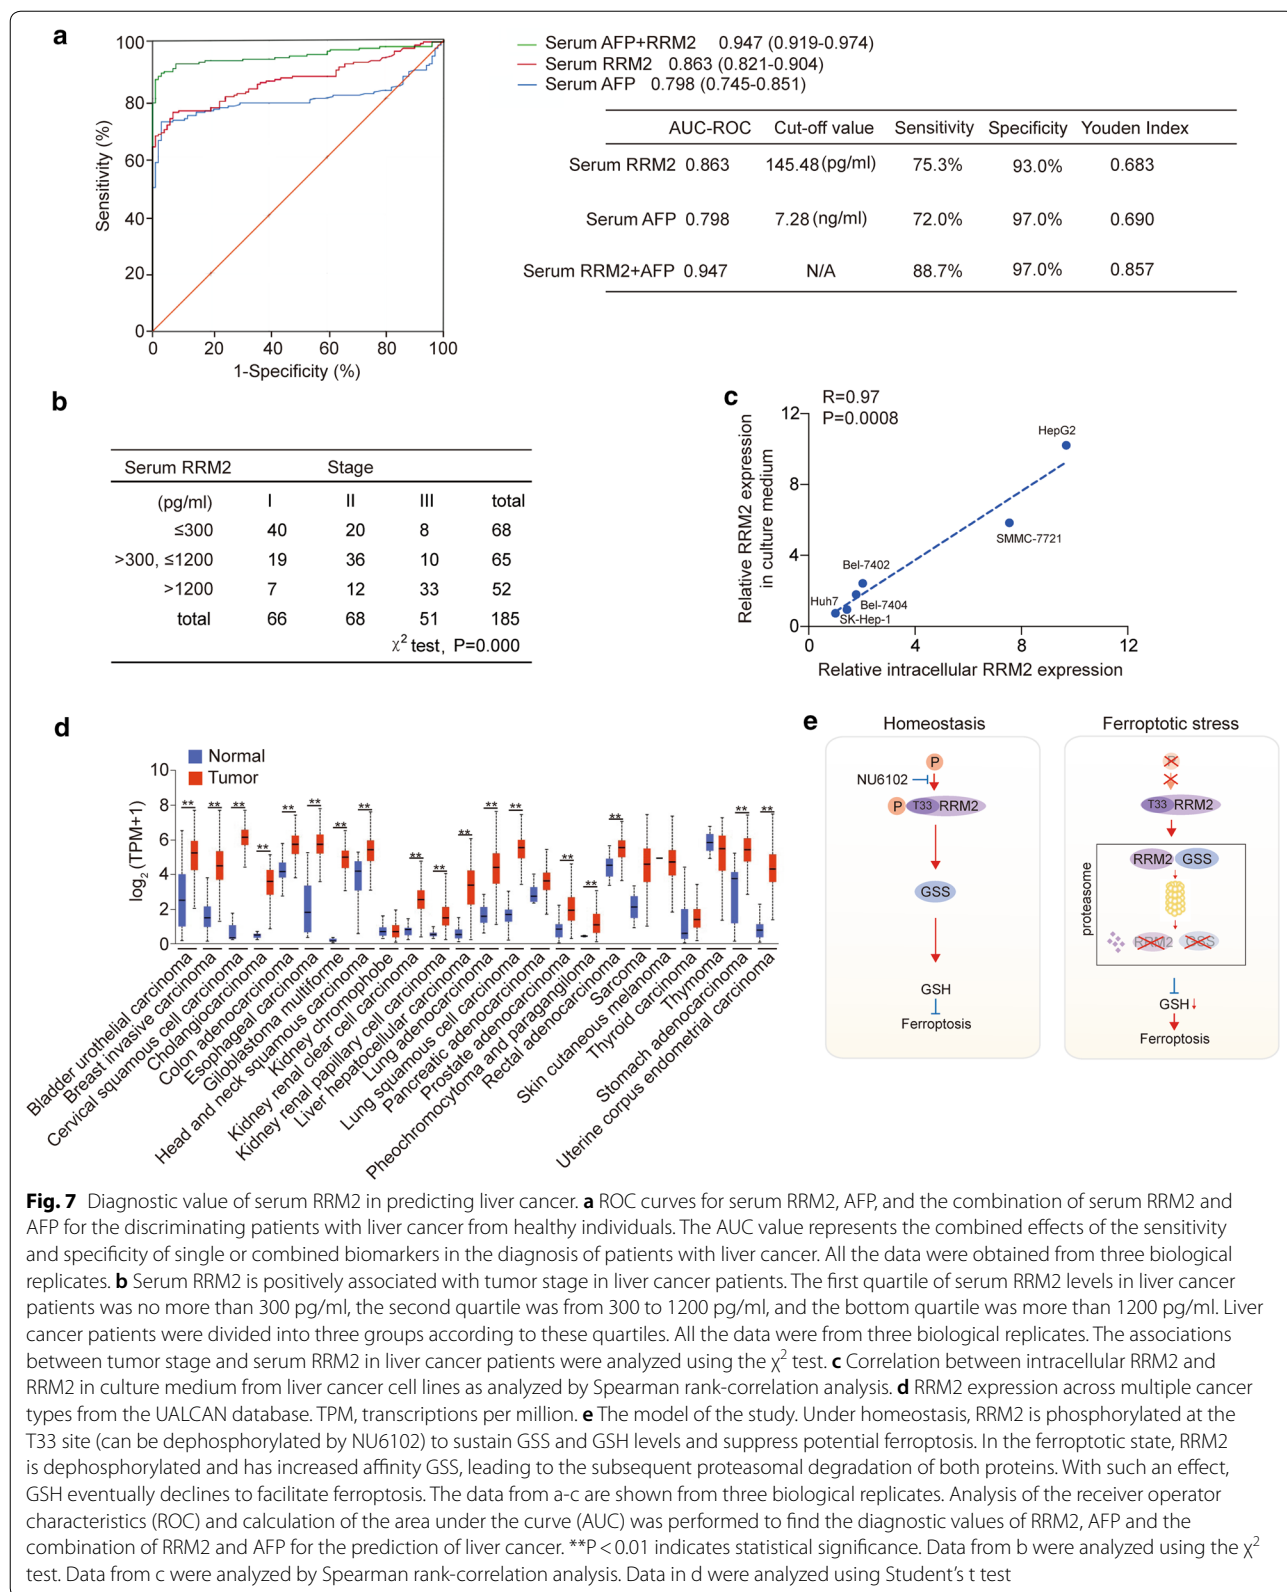 a
100
80
60
40
20
0
Sensitivity (%)
0 20 40 60 80 100
1-Specificity (%)
Serum AFP+RRM2 0.947 (0.919-0.974)
Serum RRM2 0.863 (0.821-0.904)
Serum AFP 0.798 (0.745-0.851)
AUC-ROC Cut-off value Sensitivity Specificity Youden Index
Serum RRM2 0.863 145.48 (pg/ml) 75.3% 93.0% 0.683
Serum AFP 0.798 7.28 (ng/ml) 72.0% 97.0% 0.690
Serum RRM2+AFP 0.947 N/A 88.7% 97.0% 0.857
b
Serum RRM2 Stage
(pg/ml) I II III total
≤300 40 20 8 68
>300, ≤1200 19 36 10 65
>1200 7 12 33 52
total 66 68 51 185
χ² test, P=0.000
c
R=0.97
P=0.0008
Relative RRM2 expression
in culture medium
12
8
4
0
HepG2
SMMC-7721
Bel-7402
Bel-7404
Huh7
SK-Hep-1
0 4 8 12
Relative intracellular RRM2 expression
d
Normal
Tumor
log₂ (TPM+1)
10
8
6
4
2
0
** ** ** ** ** ** ** ** ** ** ** ** ** ** ** ** ** **
Bladder urothelial carcinoma
Breast invasive carcinoma
Cervical squamous cell carcinoma
Cholangiocarcinoma
Colon adenocarcinoma
Esophageal carcinoma
Giloblastoma multiforme
Head and neck squamous carcinoma
Kidney chromophobe
Kidney renal clear cell carcinoma
Kidney renal papillary cell carcinoma
Liver hepatocellular carcinoma
Lung adenocarcinoma
Lung squamous cell carcinoma
Pancreatic adenocarcinoma
Prostate adenocarcinoma
Pheochromocytoma and paraganglioma
Rectal adenocarcinoma
Sarcoma
Skin cutaneous melanoma
Thyroid carcinoma
Thymoma
Stomach adenocarcinoma
Uterine corpus endometrial carcinoma
e
Homeostasis
P
NU6102
P T33 RRM2
GSS
GSH
Ferroptosis
Ferroptotic stress
P
T33 RRM2
proteasome
RRM2 GSS
RRM2 GSS
GSH↓
Ferroptosis
Fig. 7 Diagnostic value of serum RRM2 in predicting liver cancer. a ROC curves for serum RRM2, AFP, and the combination of serum RRM2 and
AFP for the discriminating patients with liver cancer from healthy individuals. The AUC value represents the combined effects of the sensitivity
and specificity of single or combined biomarkers in the diagnosis of patients with liver cancer. All the data were obtained from three biological
replicates. b Serum RRM2 is positively associated with tumor stage in liver cancer patients. The first quartile of serum RRM2 levels in liver cancer
patients was no more than 300 pg/ml, the second quartile was from 300 to 1200 pg/ml, and the bottom quartile was more than 1200 pg/ml. Liver
cancer patients were divided into three groups according to these quartiles. All the data were from three biological replicates. The associations
between tumor stage and serum RRM2 in liver cancer patients were analyzed using the χ² test. c Correlation between intracellular RRM2 and
RRM2 in culture medium from liver cancer cell lines as analyzed by Spearman rank-correlation analysis. d RRM2 expression across multiple cancer
types from the UALCAN database. TPM, transcriptions per million. e The model of the study. Under homeostasis, RRM2 is phosphorylated at the
T33 site (can be dephosphorylated by NU6102) to sustain GSS and GSH levels and suppress potential ferroptosis. In the ferroptotic state, RRM2
is dephosphorylated and has increased affinity GSS, leading to the subsequent proteasomal degradation of both proteins. With such an effect,
GSH eventually declines to facilitate ferroptosis. The data from a-c are shown from three biological replicates. Analysis of the receiver operator
characteristics (ROC) and calculation of the area under the curve (AUC) was performed to find the diagnostic values of RRM2, AFP and the
combination of RRM2 and AFP for the prediction of liver cancer. **P < 0.01 indicates statistical significance. Data from b were analyzed using the χ²
test. Data from c were analyzed by Spearman rank-correlation analysis. Data in d were analyzed using Student's t test